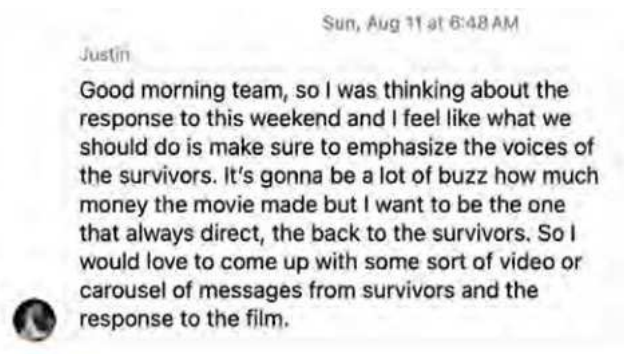 Sun, Aug 11 at 6:48 AM
Justin
Good morning team, so I was thinking about the
response to this weekend and I feel like what we
should do is make sure to emphasize the voices of
the survivors. It's gonna be a lot of buzz how much
money the movie made but I want to be the one
that always direct, the back to the survivors. So I
would love to come up with some sort of video or
carousel of messages from survivors and the
response to the film.